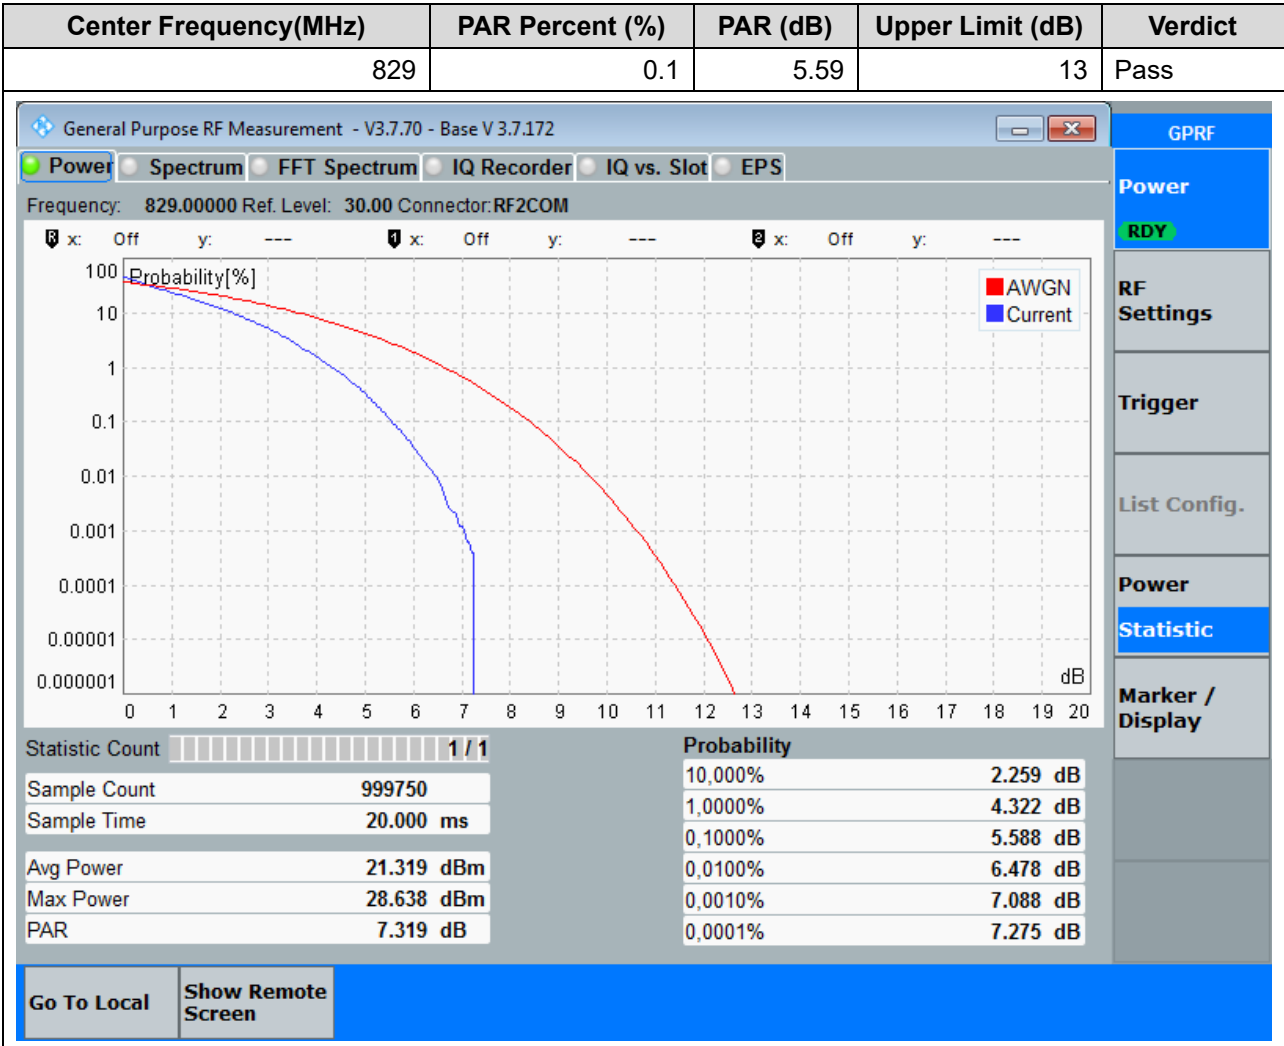 Center Frequency(MHz) PAR Percent (%) PAR (dB) Upper Limit (dB) Verdict
829 0.1 5.59 13 Pass
General Purpose RF Measurement - V3.7.70 - Base V 3.7.172
GPRF
Power Spectrum FFT Spectrum IQ Recorder IQ vs. Slot EPS
Frequency: 829.00000 Ref. Level: 30.00 Connector: RF2COM
R x: Off y: --- 1 x: Off y: --- 2 x: Off y: ---
Probability[%]
AWGN
Current
100
10
1
0.1
0.01
0.001
0.0001
0.00001
0.000001
dB
0 1 2 3 4 5 6 7 8 9 10 11 12 13 14 15 16 17 18 19 20
Statistic Count 1 / 1
Sample Count 999750
Sample Time 20.000 ms
Avg Power 21.319 dBm
Max Power 28.638 dBm
PAR 7.319 dB
Probability
10,000% 2.259 dB
1,0000% 4.322 dB
0,1000% 5.588 dB
0,0100% 6.478 dB
0,0010% 7.088 dB
0,0001% 7.275 dB
Power
RDY
RF
Settings
Trigger
List Config.
Power
Statistic
Marker /
Display
Go To Local
Show Remote
Screen